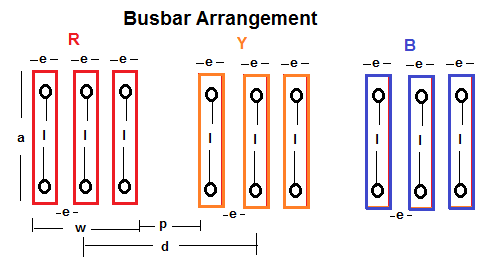 Busbar Arrangement
R Y B
-e- -e- -e- -e- -e- -e- -e- -e- -e-
a l l l l l l l l l
-e- -e- -e-
w p
d